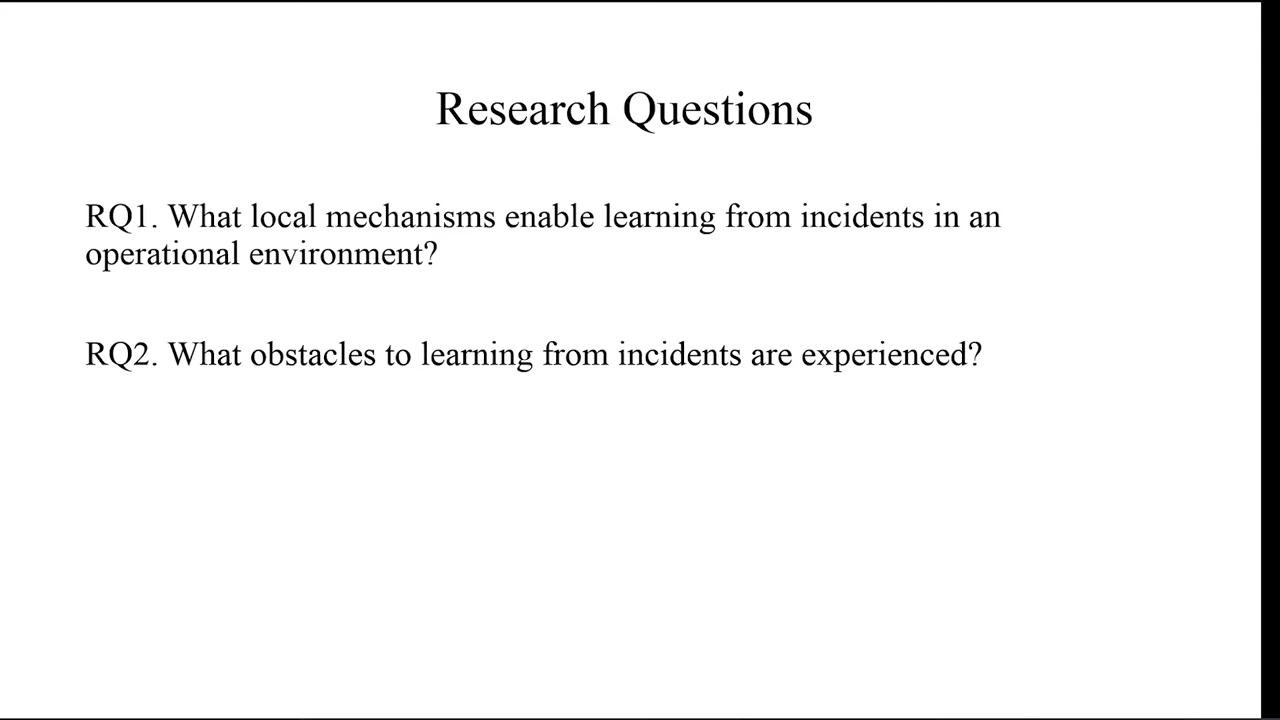 Research Questions
RQ1. What local mechanisms enable learning from incidents in an
operational environment?
RQ2. What obstacles to learning from incidents are experienced?